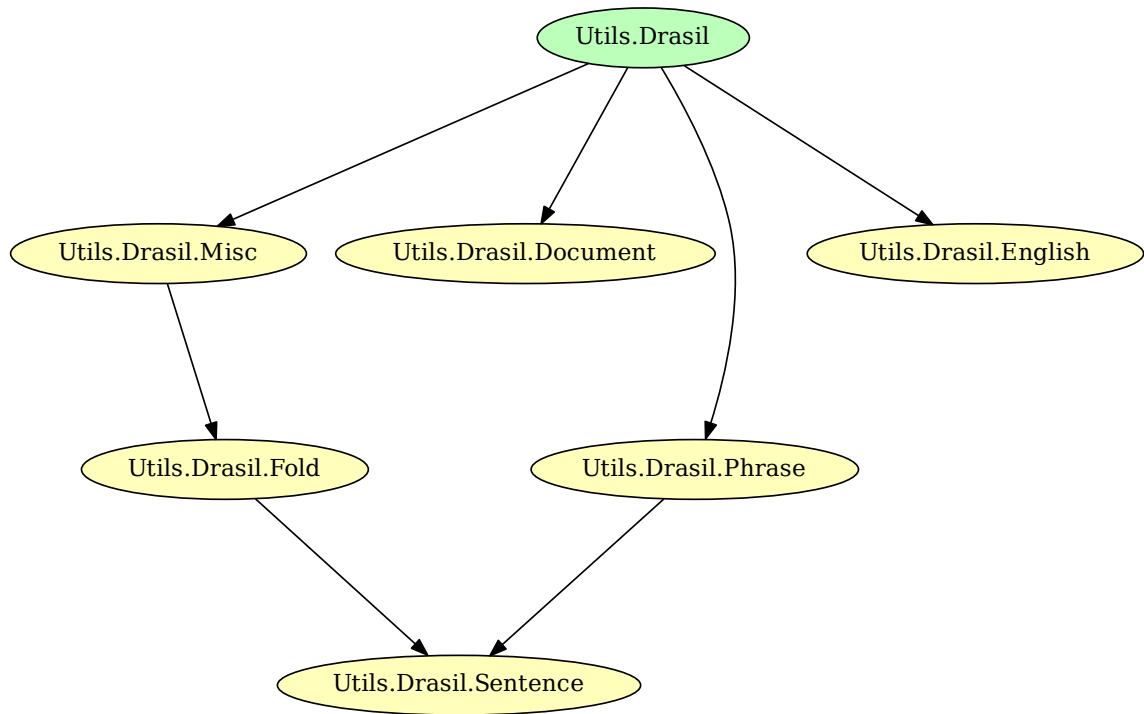 Utils.Drasil
Utils.Drasil.Misc
Utils.Drasil.Document
Utils.Drasil.English
Utils.Drasil.Fold
Utils.Drasil.Phrase
Utils.Drasil.Sentence